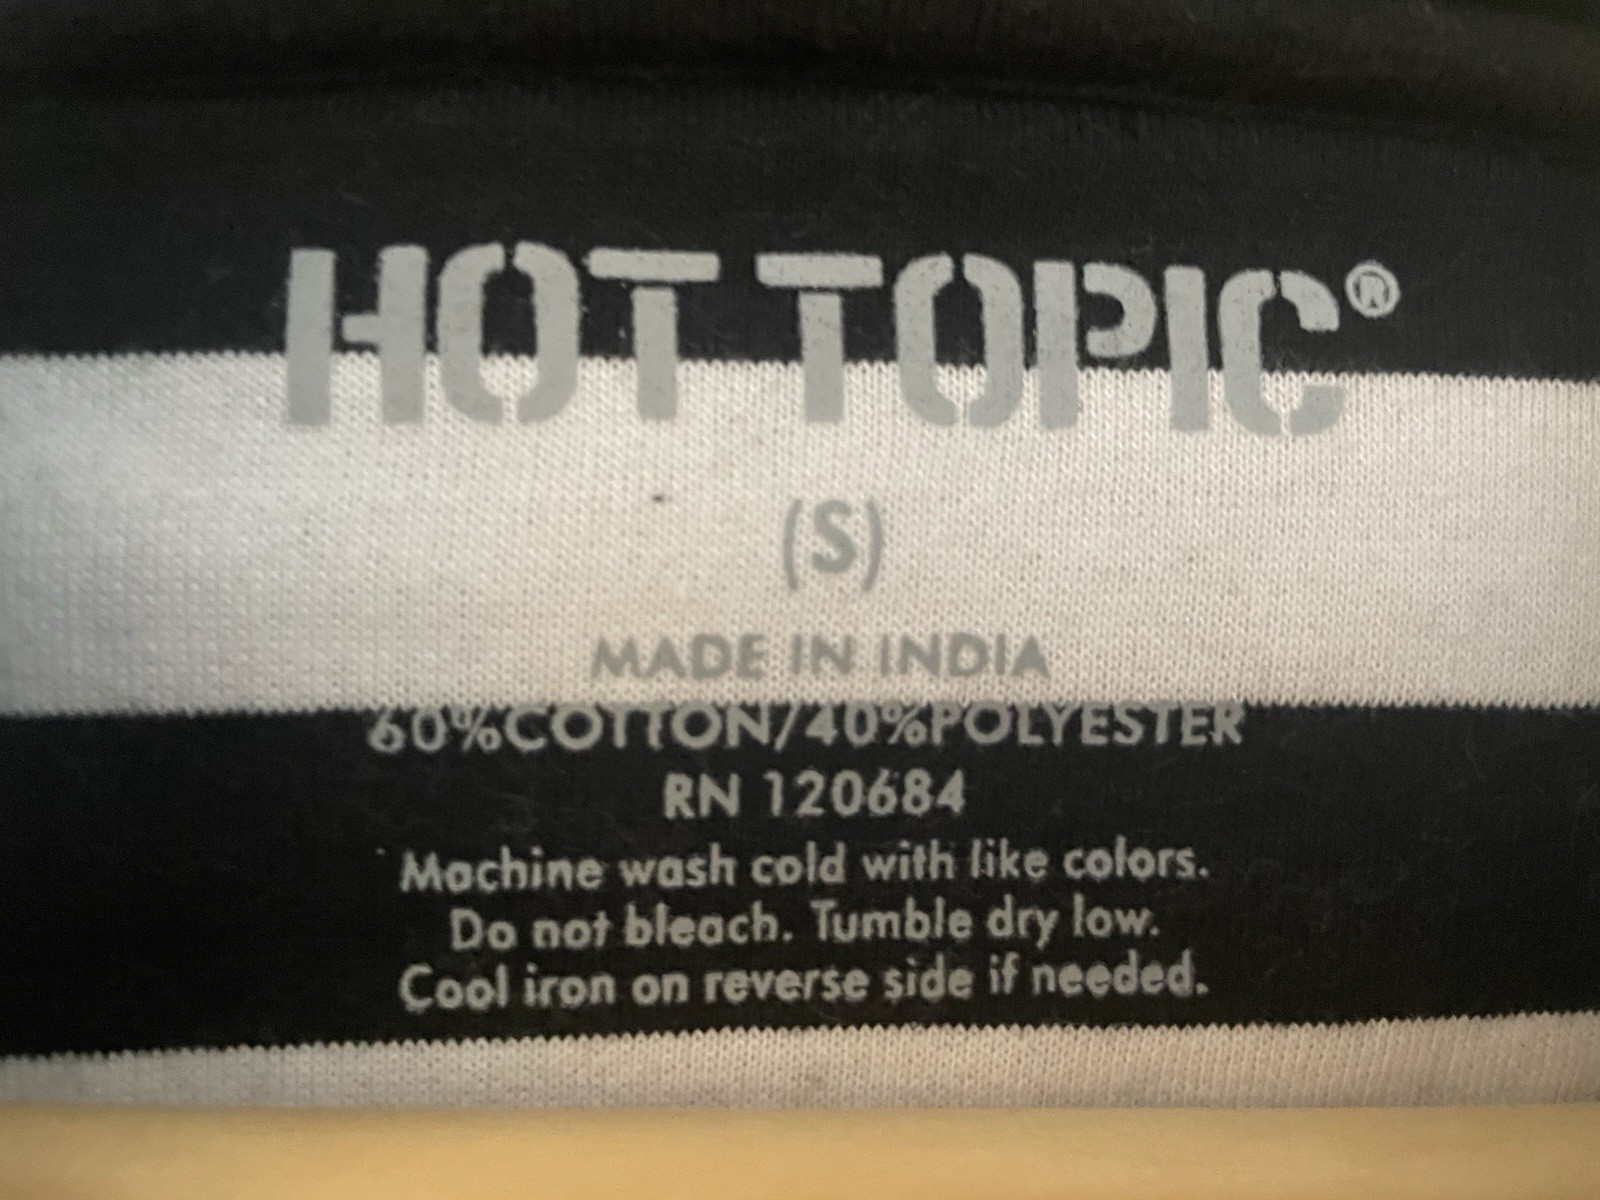 HOT TOPIC®
(S)
MADE IN INDIA
60%COTTON/40%POLYESTER
RN 120684
Machine wash cold with like colors.
Do not bleach. Tumble dry low.
Cool iron on reverse side if needed.